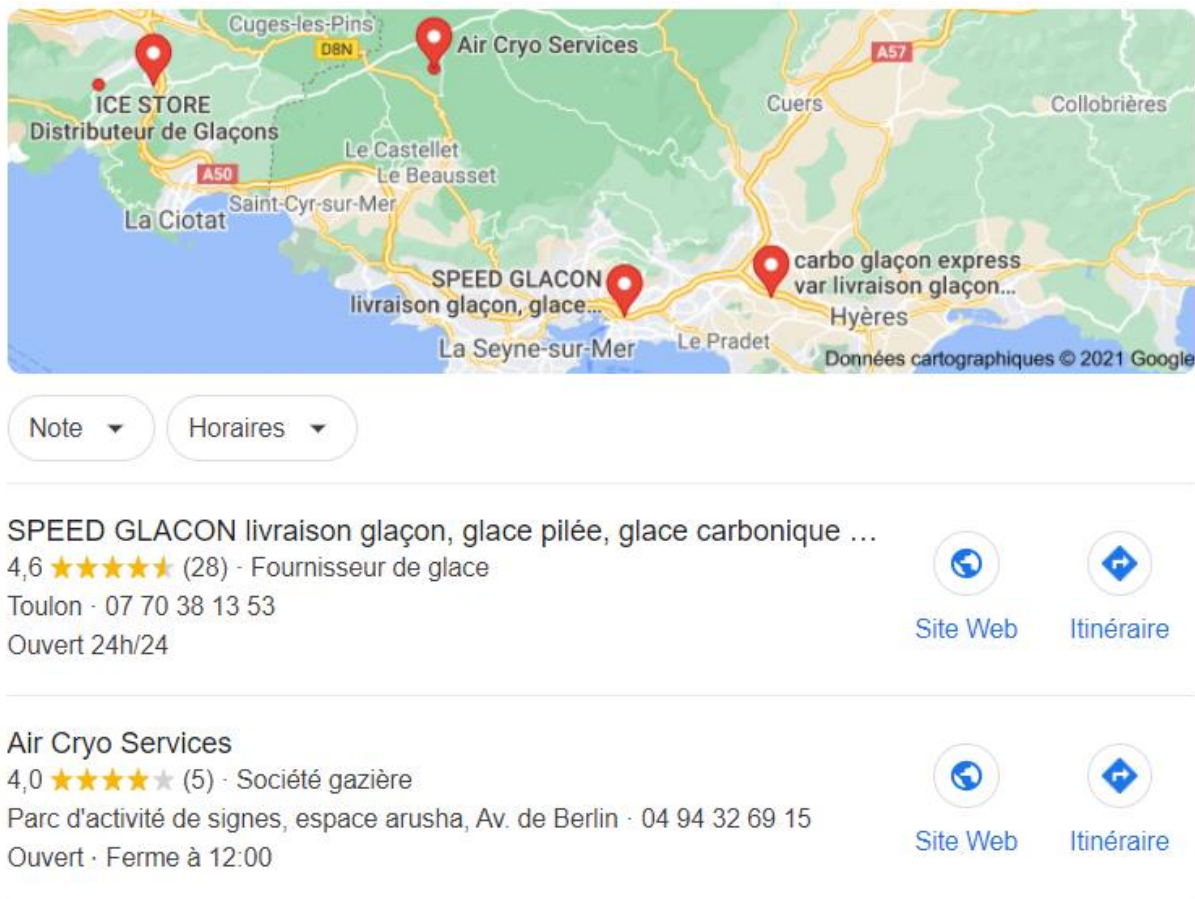 Cuges-les-Pins
D8N
Air Cryo Services
A57
ICE STORE
Distributeur de Glaçons
Cuers
Collobrières
Le Castellet
Le Beausset
A50
Saint-Cyr-sur-Mer
La Ciotat
SPEED GLACON
livraison glaçon, glace...
carbo glaçon express
var livraison glaçon...
Hyères
La Seyne-sur-Mer
Le Pradet
Données cartographiques © 2021 Google
Note
Horaires
SPEED GLACON livraison glaçon, glace pilée, glace carbonique …
4,6 (28) · Fournisseur de glace
Toulon · 07 70 38 13 53
Ouvert 24h/24
Site Web
Itinéraire
Air Cryo Services
4,0 (5) · Société gazière
Parc d'activité de signes, espace arusha, Av. de Berlin · 04 94 32 69 15
Ouvert · Ferme à 12:00
Site Web
Itinéraire